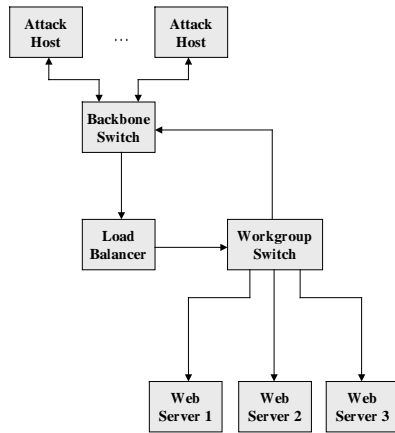 Attack
Host
...
Attack
Host
Backbone
Switch
Load
Balancer
Workgroup
Switch
Web
Server 1
Web
Server 2
Web
Server 3